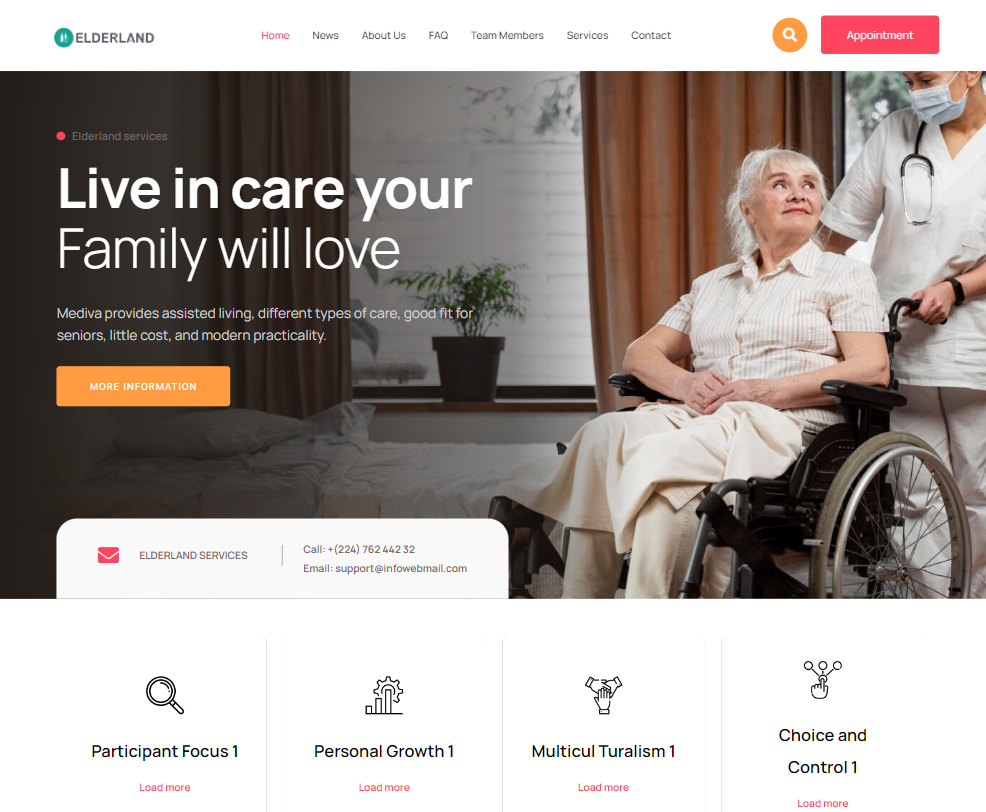 ELDERLAND
Home News About Us FAQ Team Members Services Contact
Appointment
Elderland services
Live in care your
Family will love
Mediva provides assisted living, different types of care, good fit for
seniors, little cost, and modern practicality.
MORE INFORMATION
ELDERLAND SERVICES
Call: +(224) 762 442 32
Email: support@infowebmail.com
Participant Focus 1
Load more
Personal Growth 1
Load more
Multicul Turalism 1
Load more
Choice and
Control 1
Load more